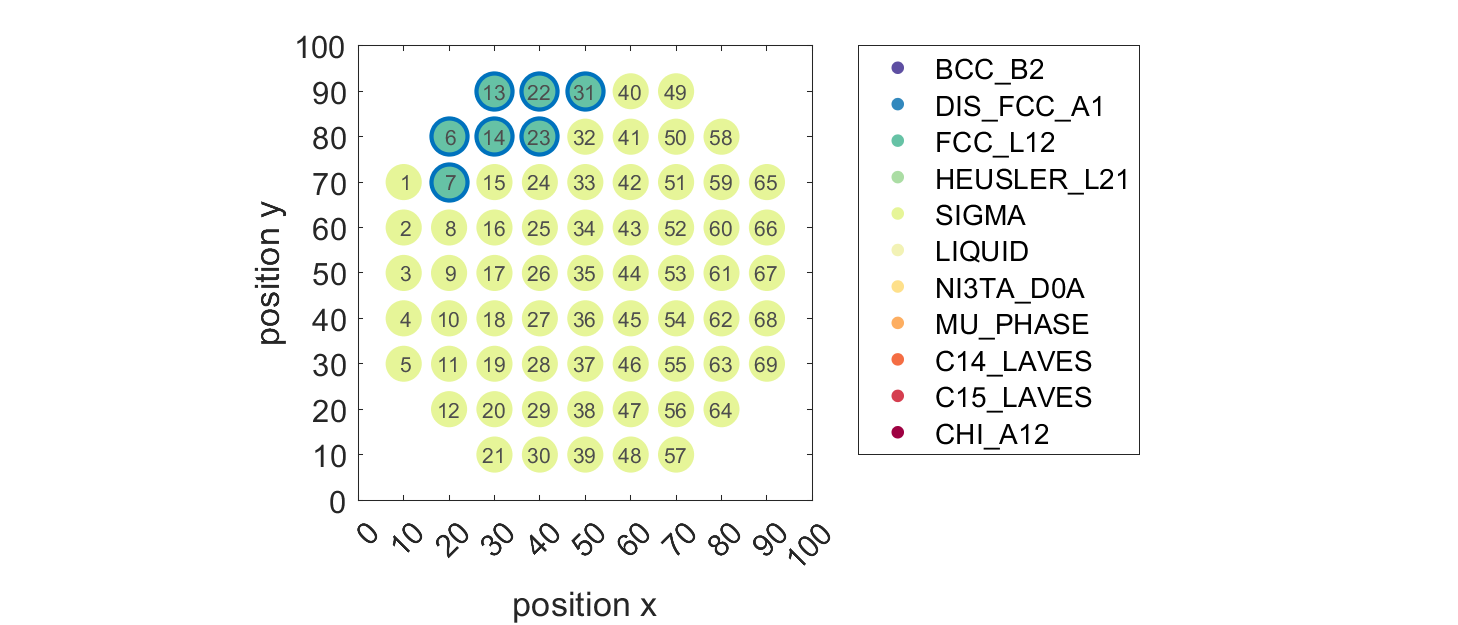 100
90
80
70
60
50
40
30
20
10
0
position y
13 22 31 40 49
6 14 23 32 41 50 58
1 7 15 24 33 42 51 59 65
2 8 16 25 34 43 52 60 66
3 9 17 26 35 44 53 61 67
4 10 18 27 36 45 54 62 68
5 11 19 28 37 46 55 63 69
12 20 29 38 47 56 64
21 30 39 48 57
0 10 20 30 40 50 60 70 80 90 100
position x
BCC_B2
DIS_FCC_A1
FCC_L12
HEUSLER_L21
SIGMA
LIQUID
NI3TA_D0A
MU_PHASE
C14_LAVES
C15_LAVES
CHI_A12